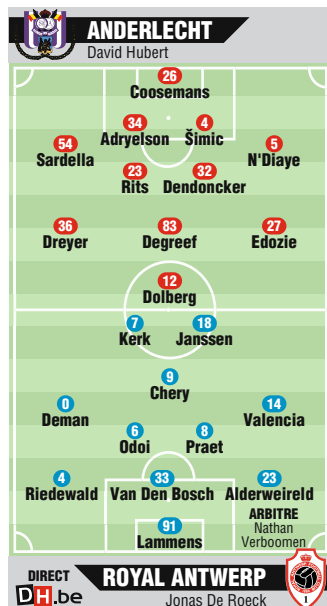 ANDERLECHT
David Hubert
26
Coosemans
34 4
Adryelson Šimic
54 5
Sardella N'Diaye
23 32
Rits Dendoncker
36 83 27
Dreyer Degreef Edozie
12
Dolberg
7 18
Kerk Janssen
9
Chery
0 14
Deman Valencia
6 8
Odoi Praet
4 33 23
Riedewald Van Den Bosch Alderweireld
91
Lammens
ARBITRE
Nathan
Verboomen
DIRECT
DH.be
ROYAL ANTWERP
Jonas De Roeck
1